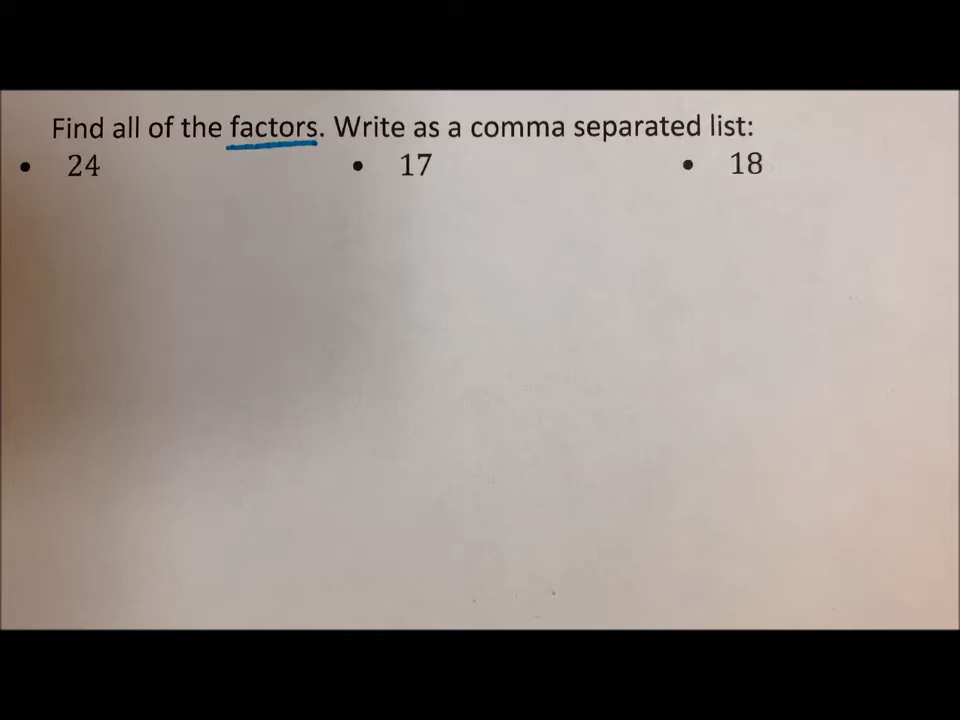 Find all of the factors. Write as a comma separated list:
• 24 • 17 • 18